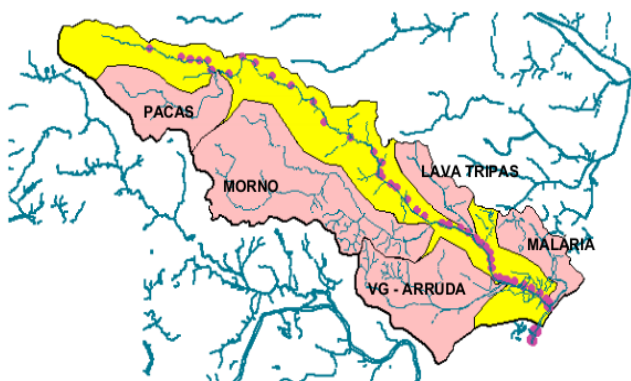 PACAS
LAVA TRIPAS
MORNO
MALARIA
VG - ARRUDA